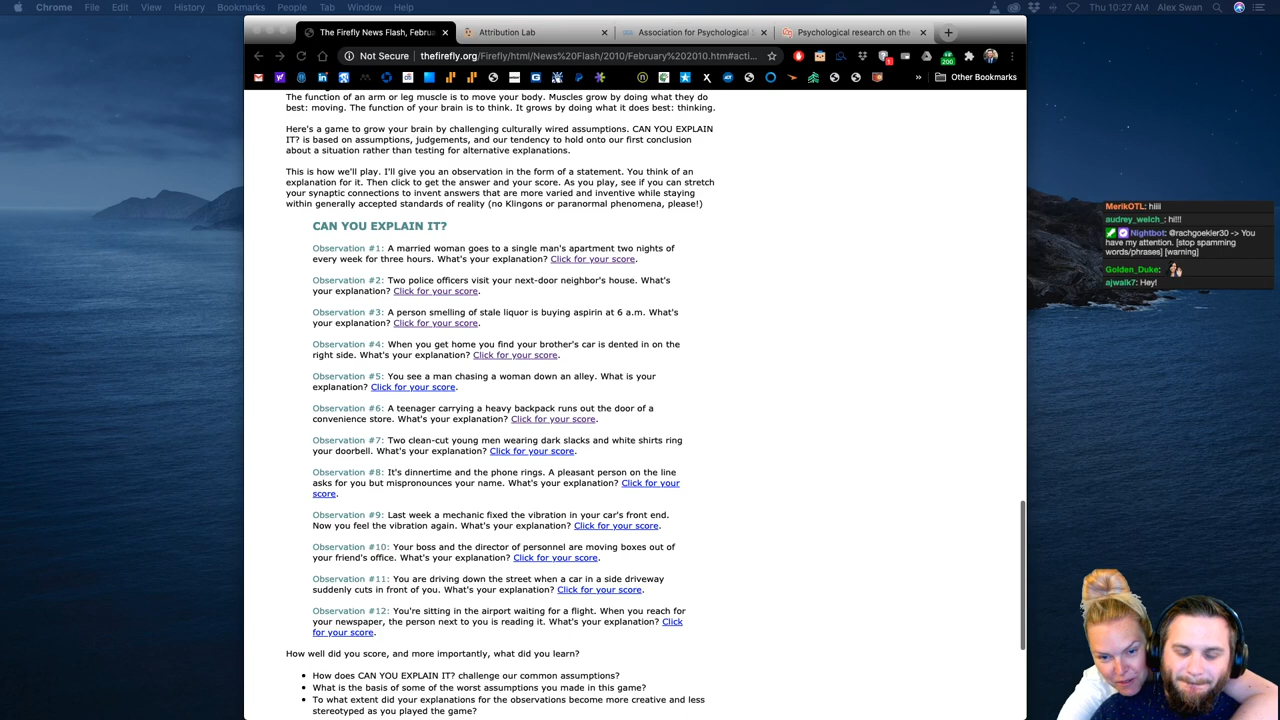 Chrome File Edit View History Bookmarks People Tab Window Help
Thu 10:27 AM Alex Swan
The Firefly News Flash, Februa
Attribution Lab
Association for Psychological S
Psychological research on the
Not Secure thefirefly.org/Firefly/html/News%20Flash/2010/February%202010.htm#acti...
Other Bookmarks
The function of an arm or leg muscle is to move your body. Muscles grow by doing what they do
best: moving. The function of your brain is to think. It grows by doing what it does best: thinking.
Here's a game to grow your brain by challenging culturally wired assumptions. CAN YOU EXPLAIN
IT? is based on assumptions, judgements, and our tendency to hold onto our first conclusion
about a situation rather than testing for alternative explanations.
This is how we'll play. I'll give you an observation in the form of a statement. You think of an
explanation for it. Then click to get the answer and your score. As you play, see if you can stretch
your synaptic connections to invent answers that are more varied and inventive while staying
within generally accepted standards of reality (no Klingons or paranormal phenomena, please!)
CAN YOU EXPLAIN IT?
Observation #1: A married woman goes to a single man's apartment two nights of
every week for three hours. What's your explanation? Click for your score.
Observation #2: Two police officers visit your next-door neighbor's house. What's
your explanation? Click for your score.
Observation #3: A person smelling of stale liquor is buying aspirin at 6 a.m. What's
your explanation? Click for your score.
Observation #4: When you get home you find your brother's car is dented in on the
right side. What's your explanation? Click for your score.
Observation #5: You see a man chasing a woman down an alley. What is your
explanation? Click for your score.
Observation #6: A teenager carrying a heavy backpack runs out the door of a
convenience store. What's your explanation? Click for your score.
Observation #7: Two clean-cut young men wearing dark slacks and white shirts ring
your doorbell. What's your explanation? Click for your score.
Observation #8: It's dinnertime and the phone rings. A pleasant person on the line
asks for you but mispronounces your name. What's your explanation? Click for your
score.
Observation #9: Last week a mechanic fixed the vibration in your car's front end.
Now you feel the vibration again. What's your explanation? Click for your score.
Observation #10: Your boss and the director of personnel are moving boxes out of
your friend's office. What's your explanation? Click for your score.
Observation #11: You are driving down the street when a car in a side driveway
suddenly cuts in front of you. What's your explanation? Click for your score.
Observation #12: You're sitting in the airport waiting for a flight. When you reach for
your newspaper, the person next to you is reading it. What's your explanation? Click
for your score.
How well did you score, and more importantly, what did you learn?
How does CAN YOU EXPLAIN IT? challenge our common assumptions?
What is the basis of some of the worst assumptions you made in this game?
To what extent did your explanations for the observations become more creative and less
stereotyped as you played the game?
MerikOTL: hiiii
audrey_welch_: hi!!!
Nightbot: @rachgoekler30 -> You
have my attention. [stop spamming
words/phrases] [warning]
Golden_Duke:
ajwalk7: Hey!